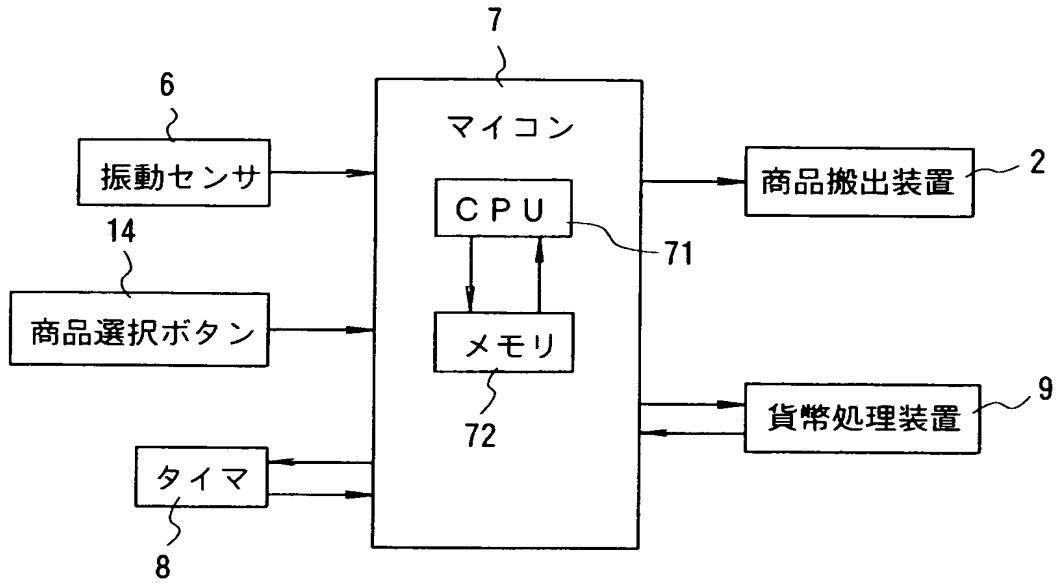 7
マイコン
6
振動センサ
14
商品選択ボタン
タイマ
8
CPU
71
メモリ
72
商品搬出装置
2
貨幣処理装置
9